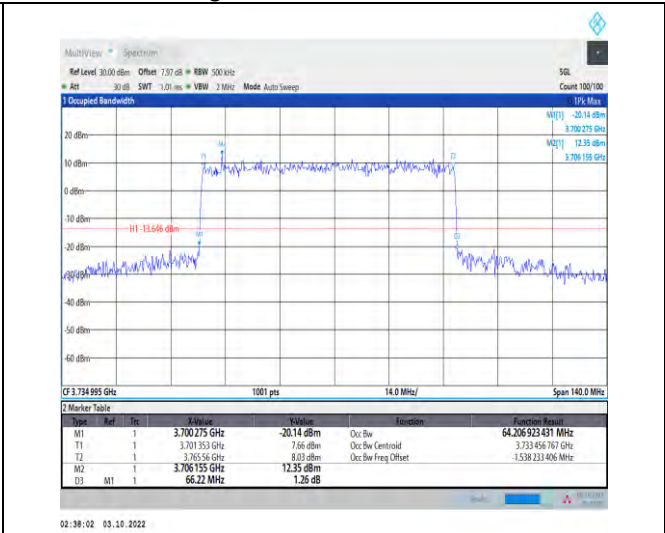 MultiView Spectrum
Ref Level 30.00 dBm Offset 7.97 dB RBW 500 kHz SGL
Att 30 dB SWT 1.01 ms VBW 2 MHz Mode Auto Sweep Count 100/100
1 Occupied Bandwidth 1Pk Max
M1[1] -20.14 dBm
3.700 275 GHz
M2[1] 12.35 dBm
3.706 155 GHz
20 dBm
M2
T1 T2
10 dBm
0 dBm
-10 dBm
H1 -13.646 dBm
M1 D3
-20 dBm
-30 dBm
-40 dBm
-50 dBm
-60 dBm
CF 3.734 995 GHz 1001 pts 14.0 MHz/ Span 140.0 MHz
2 Marker Table
Type Ref Trc X-Value Y-Value Function Function Result
M1 1 3.700 275 GHz -20.14 dBm Occ Bw 64.206 923 431 MHz
T1 1 3.701 353 GHz 7.66 dBm Occ Bw Centroid 3.733 456 767 GHz
T2 1 3.765 56 GHz 8.03 dBm Occ Bw Freq Offset -1.538 233 406 MHz
M2 1 3.706 155 GHz 12.35 dBm
D3 M1 1 66.22 MHz 1.26 dB
02:38:02 03.10.2022